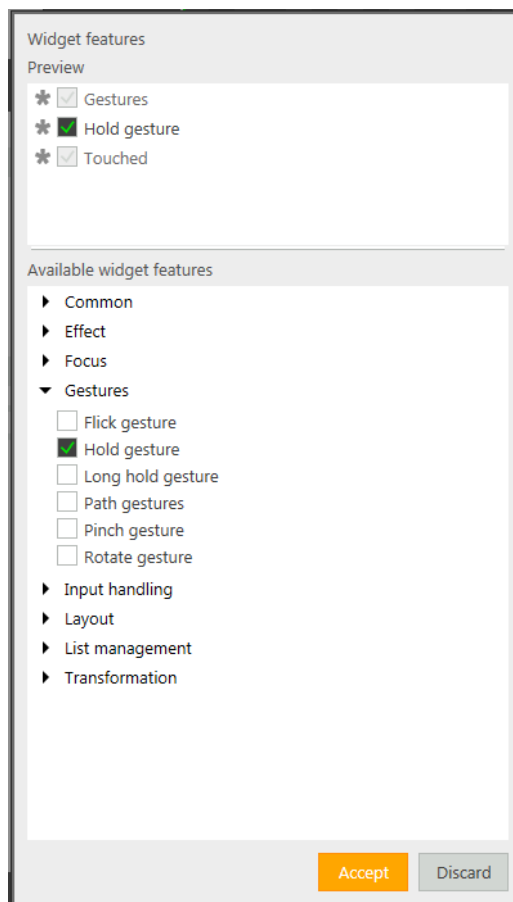 Widget features
Preview
Gestures
Hold gesture
Touched
Available widget features
Common
Effect
Focus
Gestures
Flick gesture
Hold gesture
Long hold gesture
Path gestures
Pinch gesture
Rotate gesture
Input handling
Layout
List management
Transformation
Accept Discard